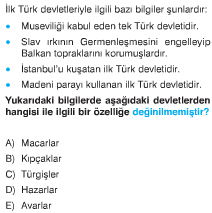 İlk Türk devletleriyle ilgili bazı bilgiler şunlardır:
• Museviliği kabul eden tek Türk devletidir.
• Slav ırkının Germenleşmesini engelleyip
Balkan topraklarını korumuşlardır.
• İstanbul'u kuşatan ilk Türk devletidir.
• Madeni parayı kullanan ilk Türk devletidir.
Yukarıdaki bilgilerde aşağıdaki devletlerden
hangisi ile ilgili bir özelliğe değinilmemiştir?
A) Macarlar
B) Kıpçaklar
C) Türgişler
D) Hazarlar
E) Avarlar